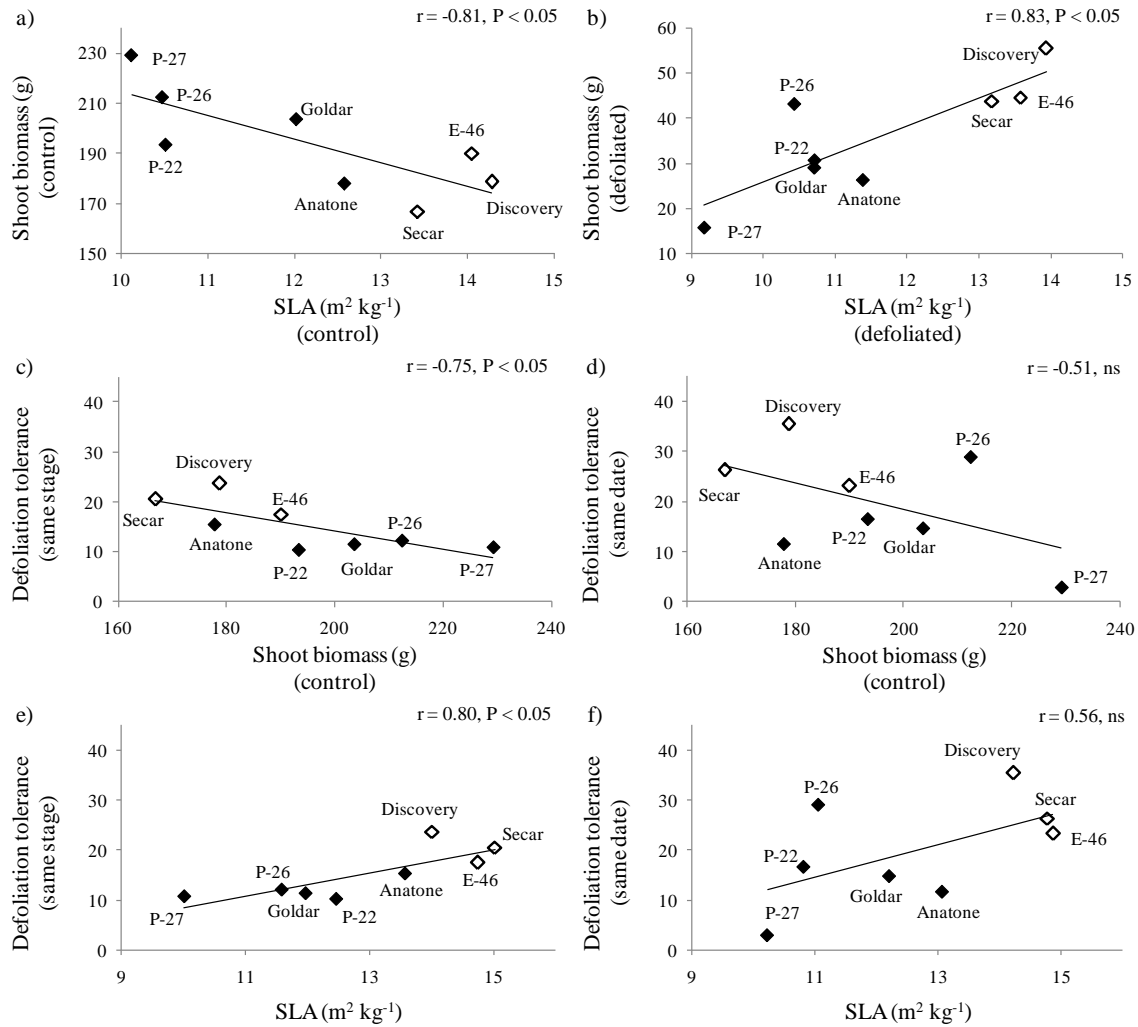 a)
r = -0.81, P < 0.05
Shoot biomass (g)
(control)
230
210
190
170
150
P-27
P-26
P-22
Goldar
Anatone
E-46
Secar
Discovery
10 11 12 13 14 15
SLA (m² kg⁻¹)
(control)
b)
r = 0.83, P < 0.05
Shoot biomass (g)
(defoliated)
60
50
40
30
20
10
Discovery
P-26
E-46
Secar
P-22
Goldar
Anatone
P-27
9 10 11 12 13 14 15
SLA (m² kg⁻¹)
(defoliated)
c)
r = -0.75, P < 0.05
Defoliation tolerance
(same stage)
40
30
20
10
0
Discovery
Secar
E-46
Anatone
P-22
Goldar
P-26
P-27
160 180 200 220 240
Shoot biomass (g)
(control)
d)
r = -0.51, ns
Defoliation tolerance
(same date)
40
30
20
10
0
Discovery
P-26
Secar
E-46
P-22
Goldar
Anatone
P-27
160 180 200 220 240
Shoot biomass (g)
(control)
e)
r = 0.80, P < 0.05
Defoliation tolerance
(same stage)
40
30
20
10
0
Discovery
Secar
E-46
P-26
Anatone
P-27
Goldar
P-22
9 11 13 15
SLA (m² kg⁻¹)
f)
r = 0.56, ns
Defoliation tolerance
(same date)
40
30
20
10
0
Discovery
P-26
Secar
E-46
P-22
Goldar
Anatone
P-27
9 11 13 15
SLA (m² kg⁻¹)